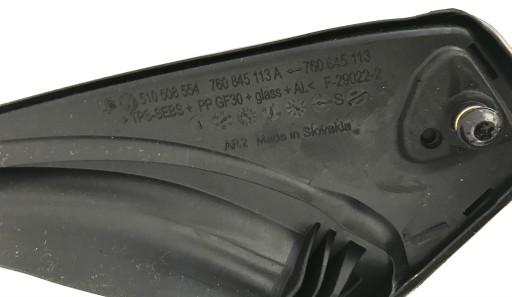 510 508 554 760 845 113 A ← 760 845 113
TPS-SEBS + PP GF30 + glass + AL< F-29022-2
S
AR2 Made in Slovakia